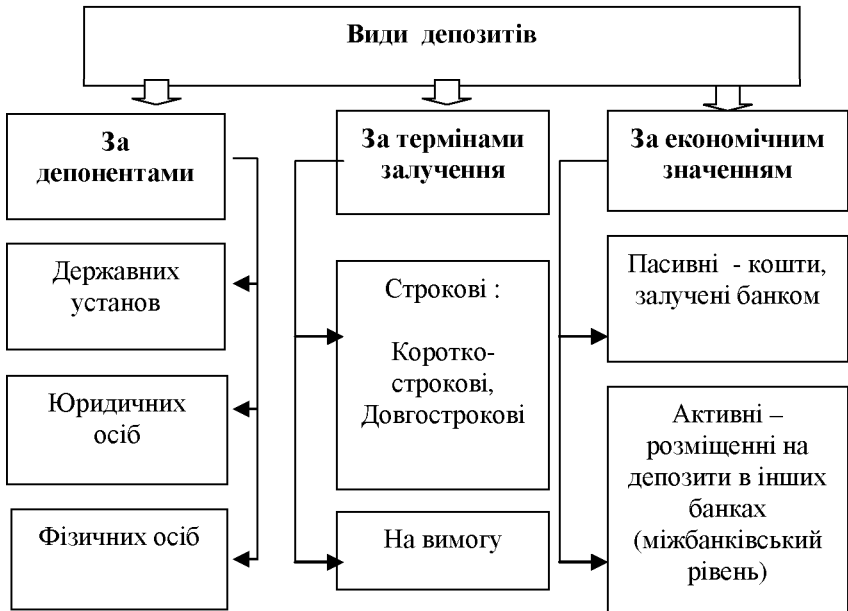 Види депозитів
За
депонентами
Державних
установ
Юридичних
осіб
Фізичних осіб
За термінами
залучення
Строкові :
Коротко-
строкові,
Довгострокові
На вимогу
За економічним
значенням
Пасивні - кошти,
залучені банком
Активні –
розміщенні на
депозити в інших
банках
(міжбанківський
рівень)